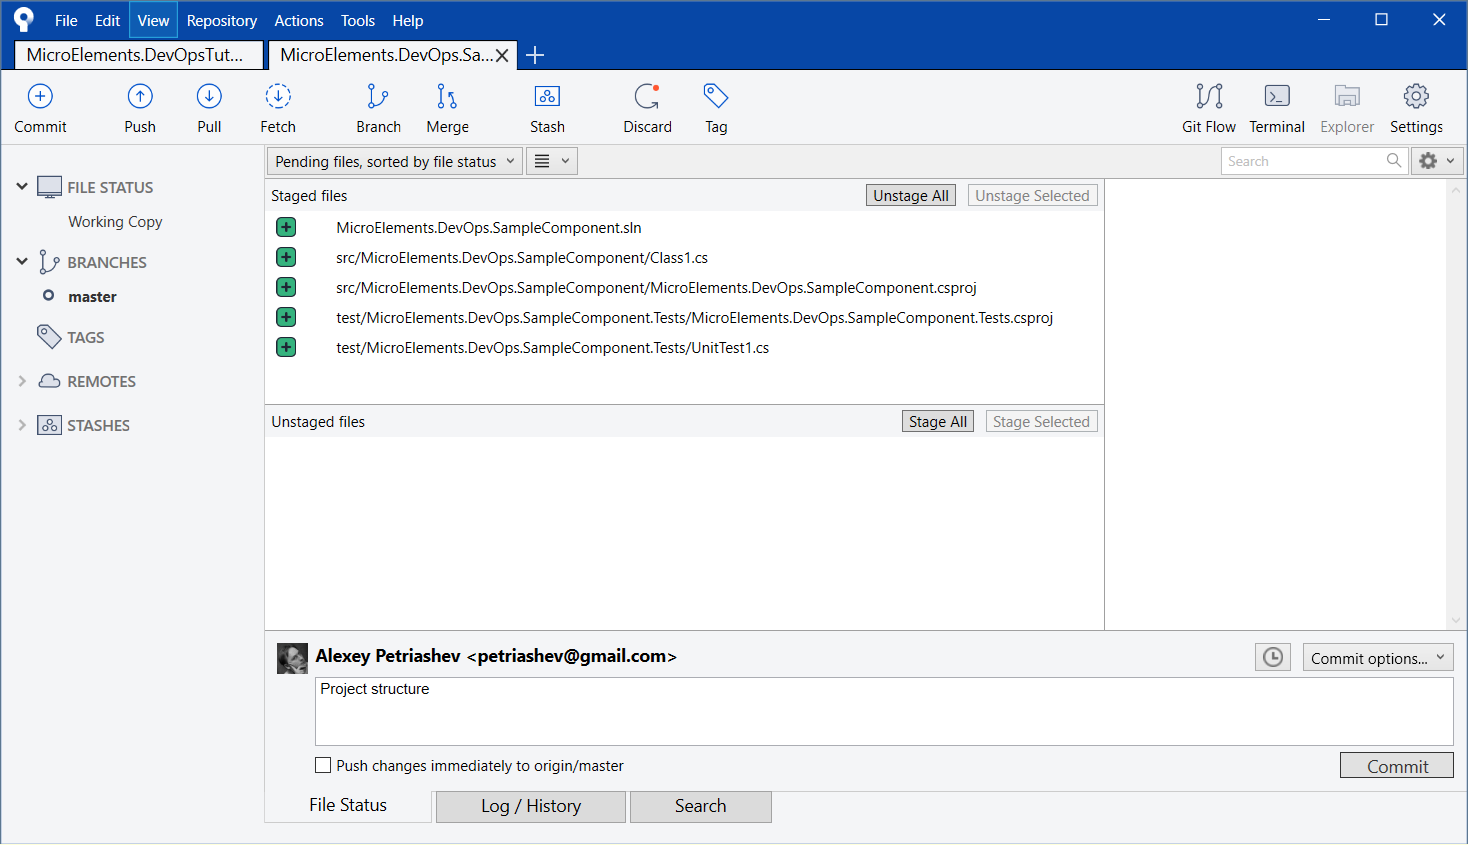 File Edit View Repository Actions Tools Help
MicroElements.DevOpsTut... MicroElements.DevOps.Sa...
Commit Push Pull Fetch Branch Merge Stash Discard Tag Git Flow Terminal Explorer Settings
Pending files, sorted by file status Search
FILE STATUS
Working Copy
BRANCHES
master
TAGS
REMOTES
STASHES
Staged files Unstage All Unstage Selected
MicroElements.DevOps.SampleComponent.sln
src/MicroElements.DevOps.SampleComponent/Class1.cs
src/MicroElements.DevOps.SampleComponent/MicroElements.DevOps.SampleComponent.csproj
test/MicroElements.DevOps.SampleComponent.Tests/MicroElements.DevOps.SampleComponent.Tests.csproj
test/MicroElements.DevOps.SampleComponent.Tests/UnitTest1.cs
Unstaged files Stage All Stage Selected
Alexey Petriashev <petriashev@gmail.com> Commit options...
Project structure
Push changes immediately to origin/master Commit
File Status Log / History Search